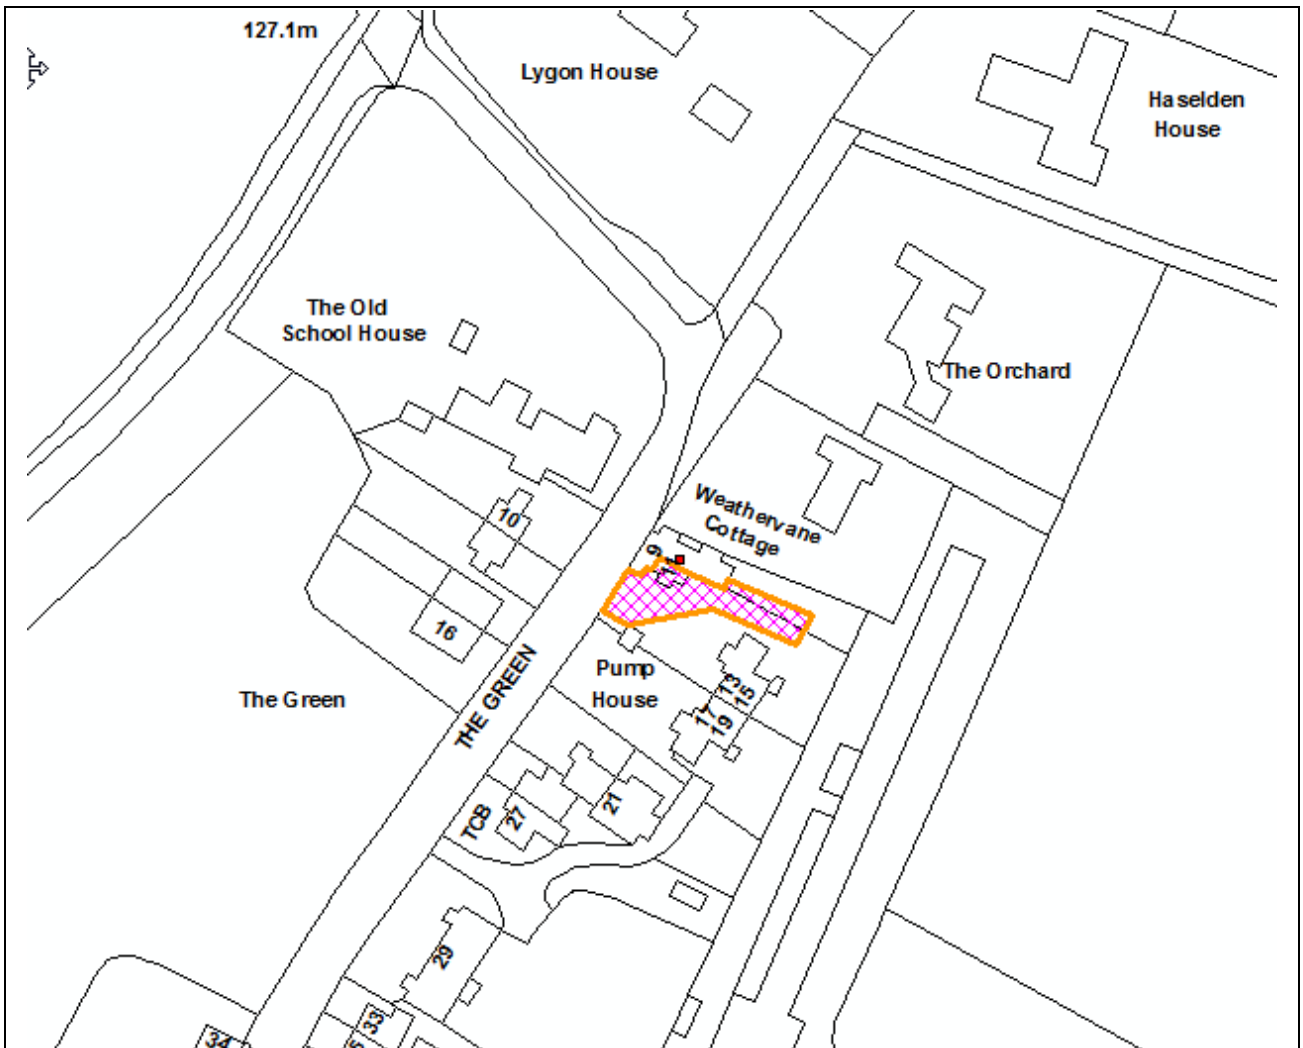 127.1m
Lygon House
Haselden
House
The Old
School House
The Orchard
Weathervane
Cottage
10
9
11
16
Pump
House
The Green
THE GREEN
13
15
17
19
21
TCB
27
29
33
34